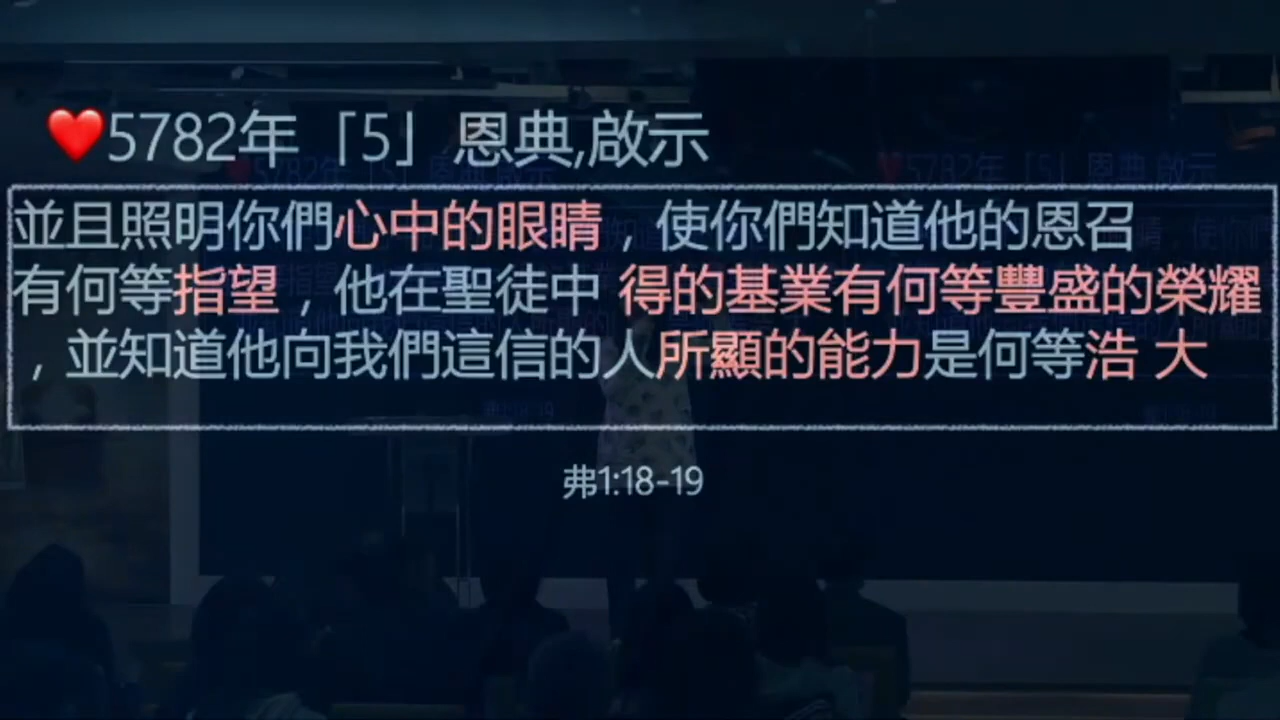 ❤️5782年「5」恩典,啟示
並且照明你們心中的眼睛，使你們知道他的恩召
有何等指望，他在聖徒中 得的基業有何等豐盛的榮耀
，並知道他向我們這信的人所顯的能力是何等浩 大
弗1:18-19